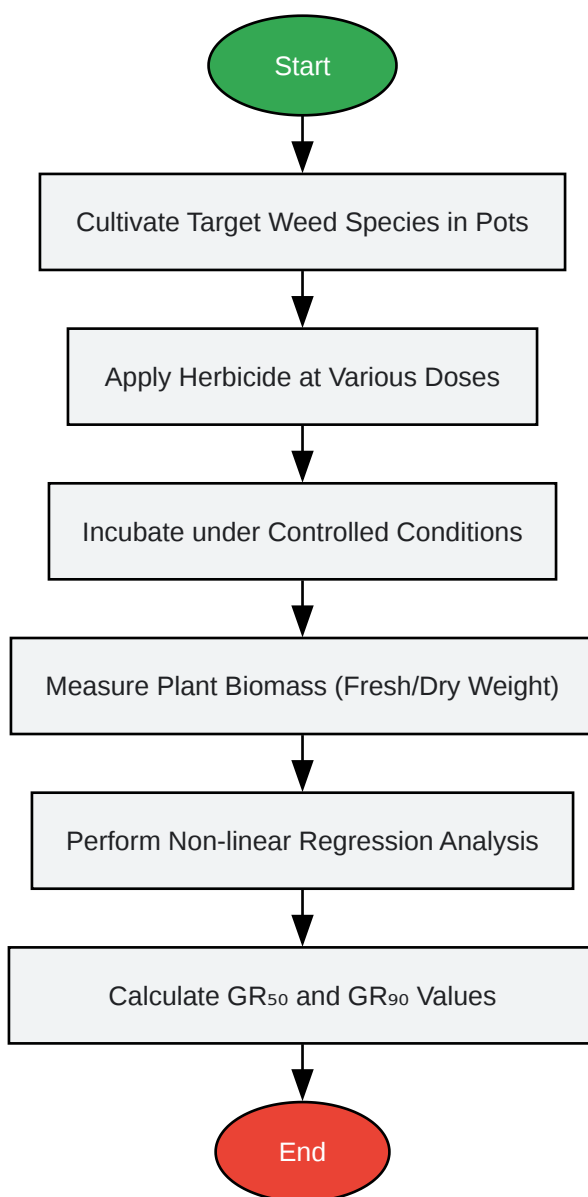 Start
Cultivate Target Weed Species in Pots
Apply Herbicide at Various Doses
Incubate under Controlled Conditions
Measure Plant Biomass (Fresh/Dry Weight)
Perform Non-linear Regression Analysis
Calculate GR₅₀ and GR₉₀ Values
End